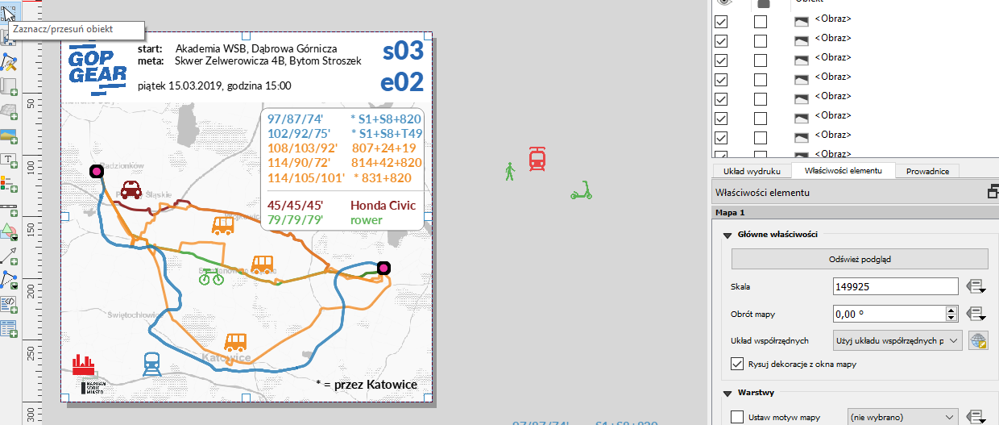 Zaznacz/przesuń obiekt
GOP
GEAR
start: Akademia WSB, Dąbrowa Górnicza
meta: Skwer Zelwerowicza 4B, Bytom Stroszek
piątek 15.03.2019, godzina 15:00
s03
e02
97/87/74' * S1+S8+820
102/92/75' * S1+S8+T49
108/103/92' 807+24+19
114/90/72' 814+42+820
114/105/101' * 831+820
45/45/45' Honda Civic
79/79/79' rower
Radzionków
Śląskie
Świętochłowice
Katowice
NAPRAW
SOBIE
MIASTO
* = przez Katowice
50
100
150
200
250
300
97/87/74' S1+S8+820
Obiekt
<Obraz>
<Obraz>
<Obraz>
<Obraz>
<Obraz>
<Obraz>
<Obraz>
<Obraz>
Układ wydruku
Właściwości elementu
Prowadnice
Właściwości elementu
Mapa 1
Główne właściwości
Odśwież podgląd
Skala 149925
Obrót mapy 0,00 °
Układ współrzędnych Użyj układu współrzędnych p
Rysuj dekoracje z okna mapy
Warstwy
Ustaw motyw mapy (nie wybrano)